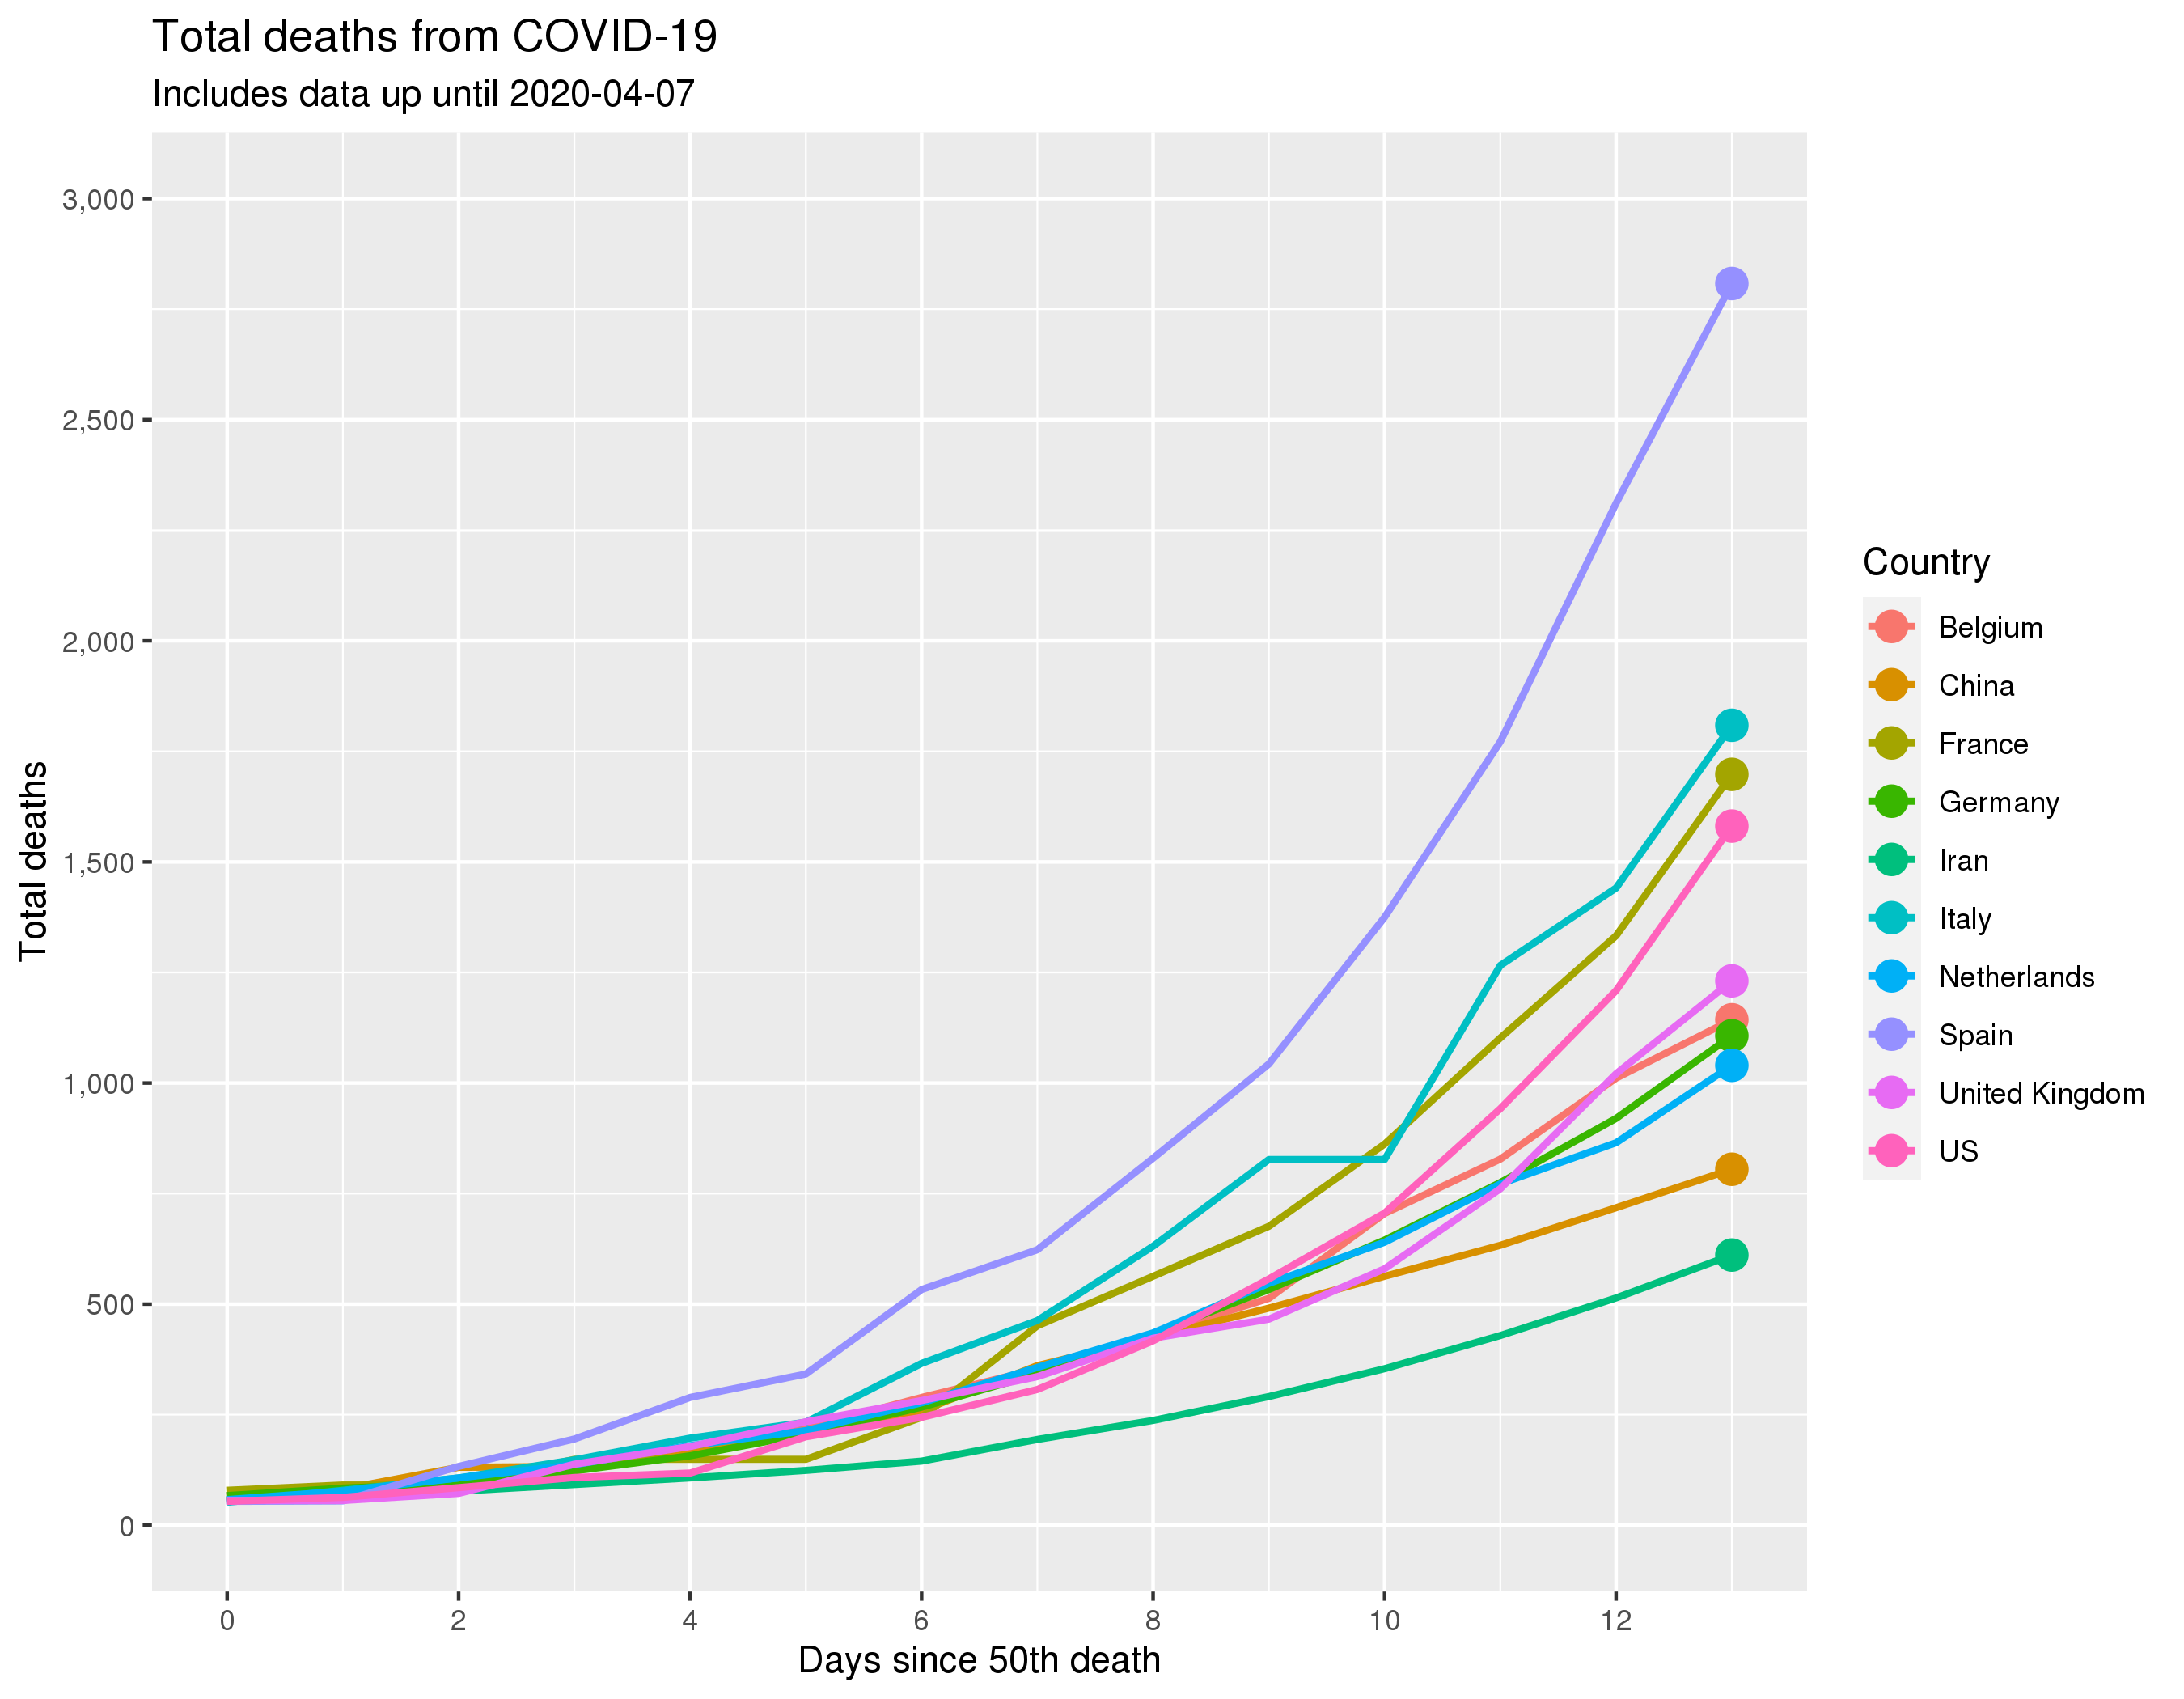 Total deaths from COVID-19
Includes data up until 2020-04-07
Total deaths
3,000
2,500
2,000
1,500
1,000
500
0
0 2 4 6 8 10 12
Days since 50th death
Country
Belgium
China
France
Germany
Iran
Italy
Netherlands
Spain
United Kingdom
US